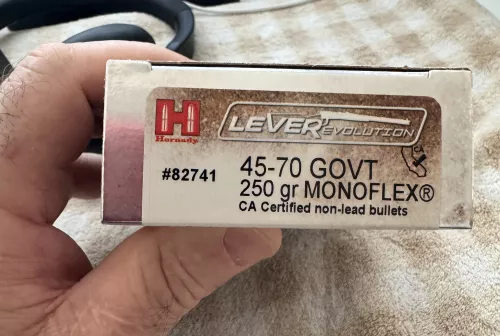 H
Hornady
LEVEREVOLUTION
#82741
45-70 GOVT
250 gr MONOFLEX®
CA Certified non-lead bullets